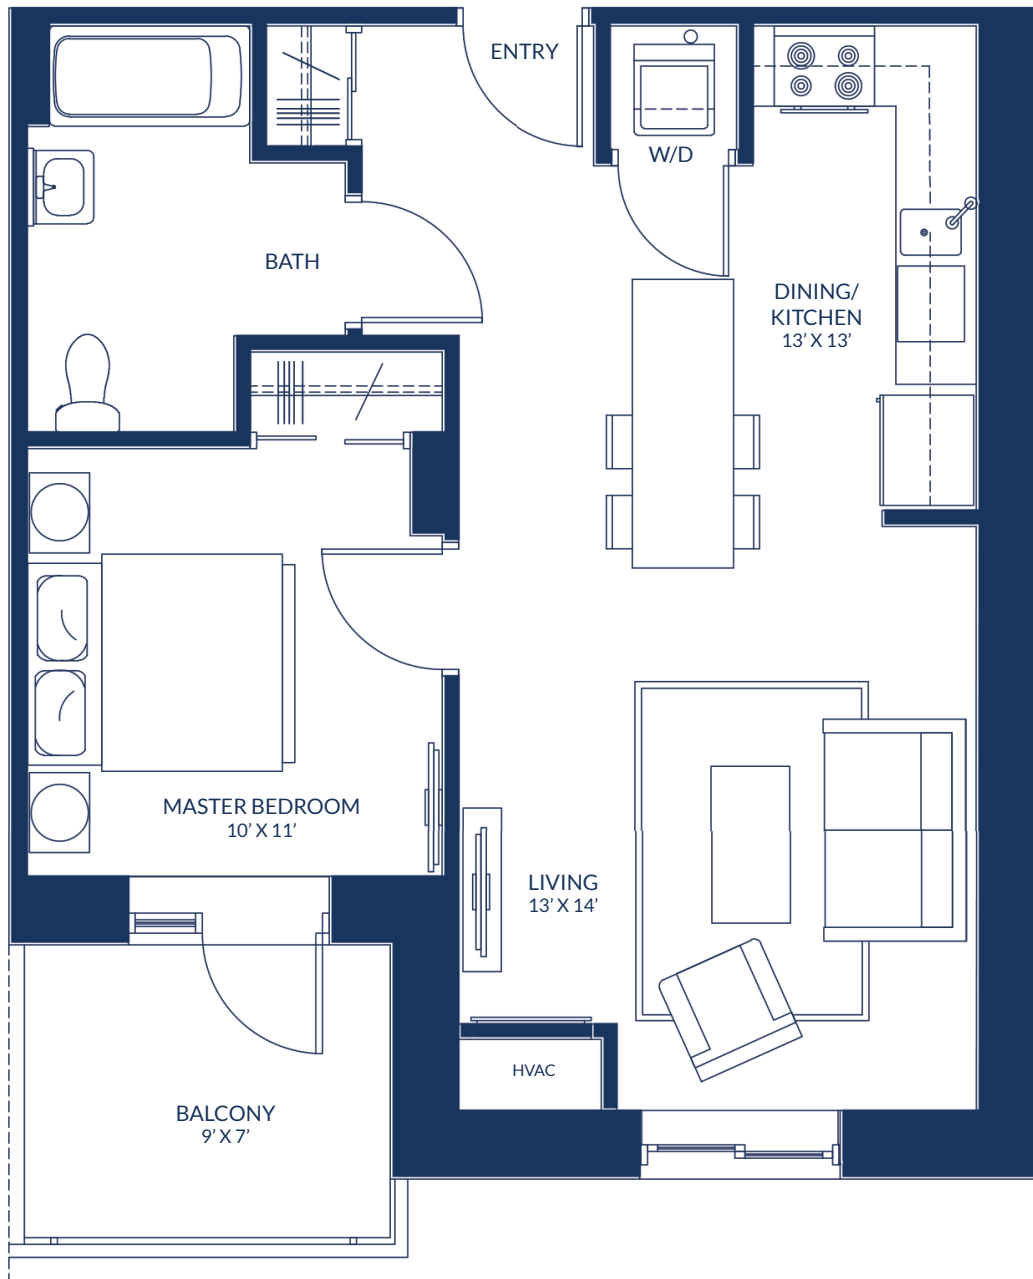 ENTRY
W/D
BATH
DINING/
KITCHEN
13’ X 13’
MASTER BEDROOM
10’ X 11’
LIVING
13’ X 14’
HVAC
BALCONY
9’ X 7’